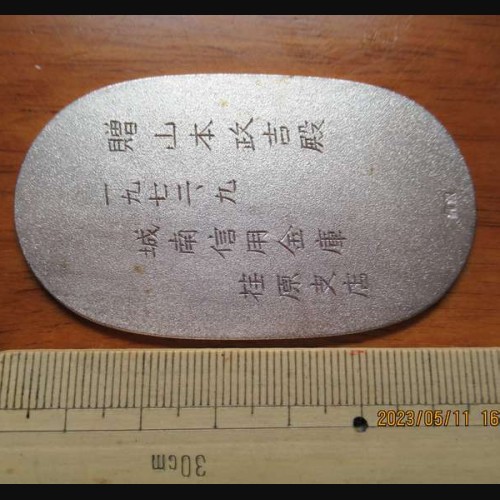 贈 山本政吉殿
一九七二、九
城南信用金庫
荏原支店
2023/05/11 16
30cm